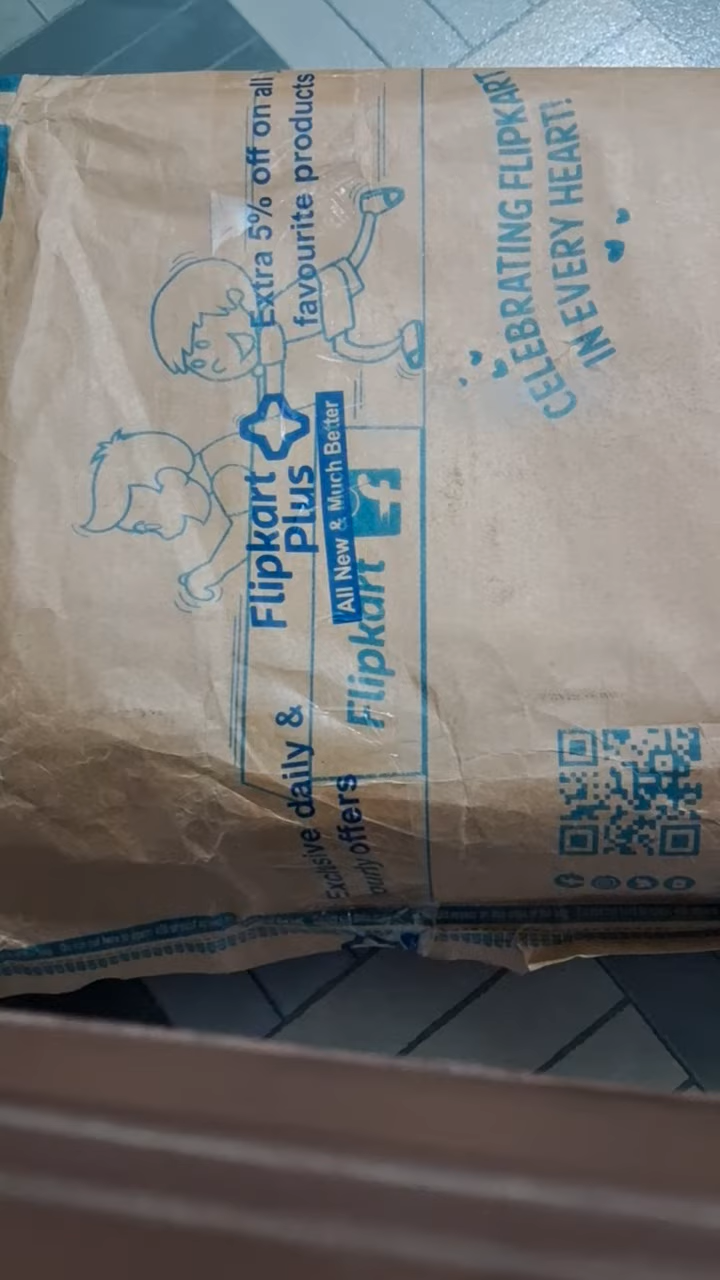 CELEBRATING FLIPKART
IN EVERY HEART!
Extra 5% off on all
favourite products
Flipkart
Plus
All New & Much Better
Flipkart
Exclusive daily &
offers